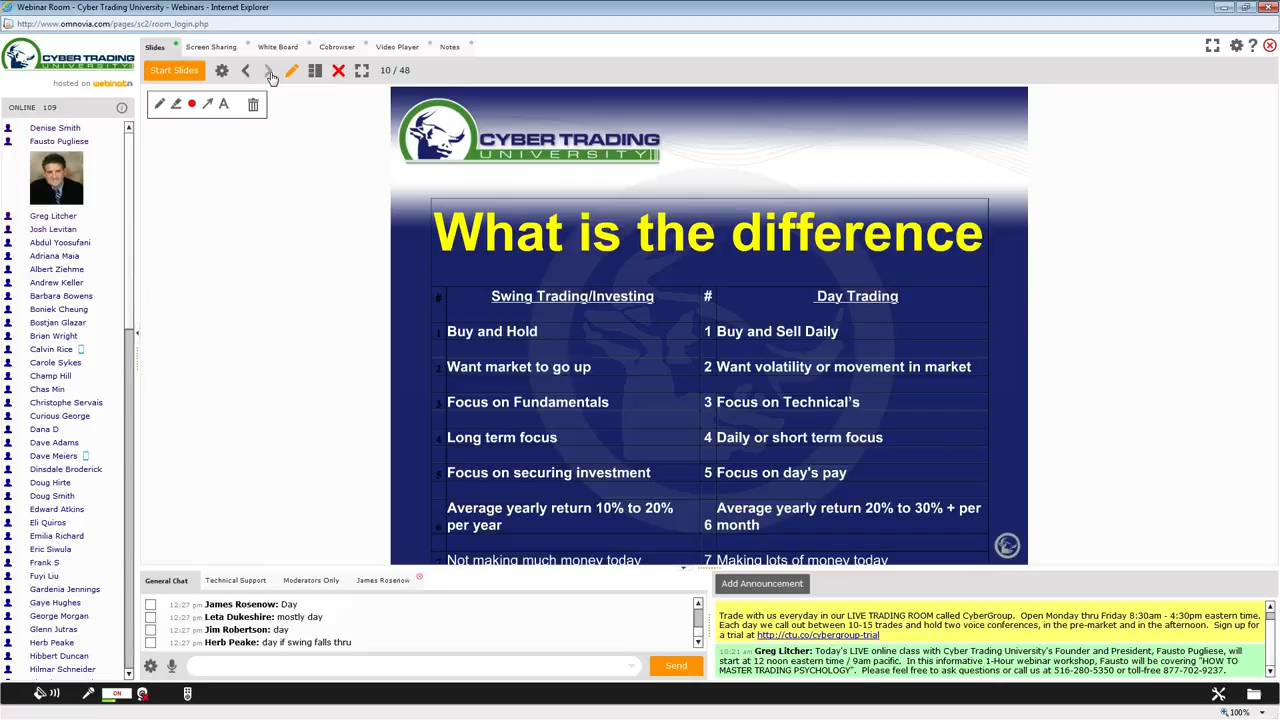 Webinar Room - Cyber Trading University - Webinars - Internet Explorer
http://www.omnovia.com/pages/sc2/room_login.php
CYBER TRADING
UNIVERSITY
hosted on webinato
Slides Screen Sharing White Board Cobrowser Video Player Notes
Start Slides 10 / 48
A
ONLINE 109
Denise Smith
Fausto Pugliese
Greg Litcher
Josh Levitan
Abdul Yoosufani
Adriana Maia
Albert Ziehme
Andrew Keller
Barbara Bowens
Boniek Cheung
Bostjan Glazar
Brian Wright
Calvin Rice
Carole Sykes
Champ Hill
Chas Min
Christophe Servais
Curious George
Dana D
Dave Adams
Dave Meiers
Dinsdale Broderick
Doug Hirte
Doug Smith
Edward Atkins
Eli Quiros
Emilia Richard
Eric Siwula
Frank S
Fuyi Liu
Gardenia Jennings
Gaye Hughes
George Morgan
Glenn Jutras
Herb Peake
Hibbert Duncan
Hilmar Schneider
CYBER TRADING
UNIVERSITY
What is the difference
# Swing Trading/Investing # Day Trading
1 Buy and Hold 1 Buy and Sell Daily
2 Want market to go up 2 Want volatility or movement in market
3 Focus on Fundamentals 3 Focus on Technical's
4 Long term focus 4 Daily or short term focus
5 Focus on securing investment 5 Focus on day's pay
Average yearly return 10% to 20% Average yearly return 20% to 30% + per
6 per year 6 month
7 Not making much money today 7 Making lots of money today
General Chat Technical Support Moderators Only James Rosenow
12:27 pm James Rosenow: Day
12:27 pm Leta Dukeshire: mostly day
12:27 pm Jim Robertson: day
12:27 pm Herb Peake: day if swing falls thru
Send
Add Announcement
Trade with us everyday in our LIVE TRADING ROOM called CyberGroup. Open Monday thru Friday 8:30am - 4:30pm eastern time.
Each day we call out between 10-15 trades and hold two voice conferences, in the pre-market and in the afternoon. Sign up for
a trial at http://ctu.co/cybergroup-trial
10:21 am Greg Litcher: Today's LIVE online class with Cyber Trading University's Founder and President, Fausto Pugliese, will
start at 12 noon eastern time / 9am pacific. In this informative 1-Hour webinar workshop, Fausto will be covering "HOW TO
MASTER TRADING PSYCHOLOGY". Please feel free to ask questions or call us at 516-280-5350 or toll-free 877-702-9237.
ON
100%